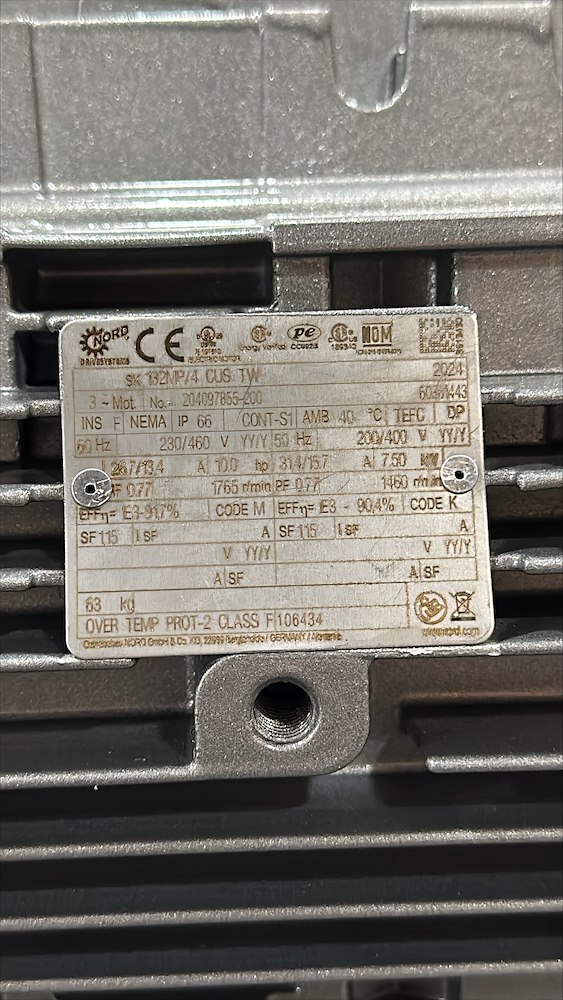 NORD
DRIVESYSTEMS
CE
Energy Verified
CC092B
NOM
SK 132MP/4 CUS TW 2024
3 ~ Mot. No. 204097855-200
INS F NEMA IP 66 CONT-S1 AMB 40 °C TEFC DP
60 Hz 230/460 V YY/Y 50 Hz 200/400 V YY/Y
26.7/13,4 A 10.0 hp 31.4/15.7 A 7.50 kW
PF 0.77 1765 r/min PF 0.77 1460 r/min
EFFη= IE3-91.7% CODE M EFFη= IE3 - 90,4% CODE K
SF 1.15 I SF A SF 1.15 I SF A
V YY/Y V YY/Y
A SF A SF
63 kg
OVER TEMP PROT-2 CLASS F 106434
NORD GmbH & Co. KG 22969 Bargteheide / GERMANY / www.nord.com